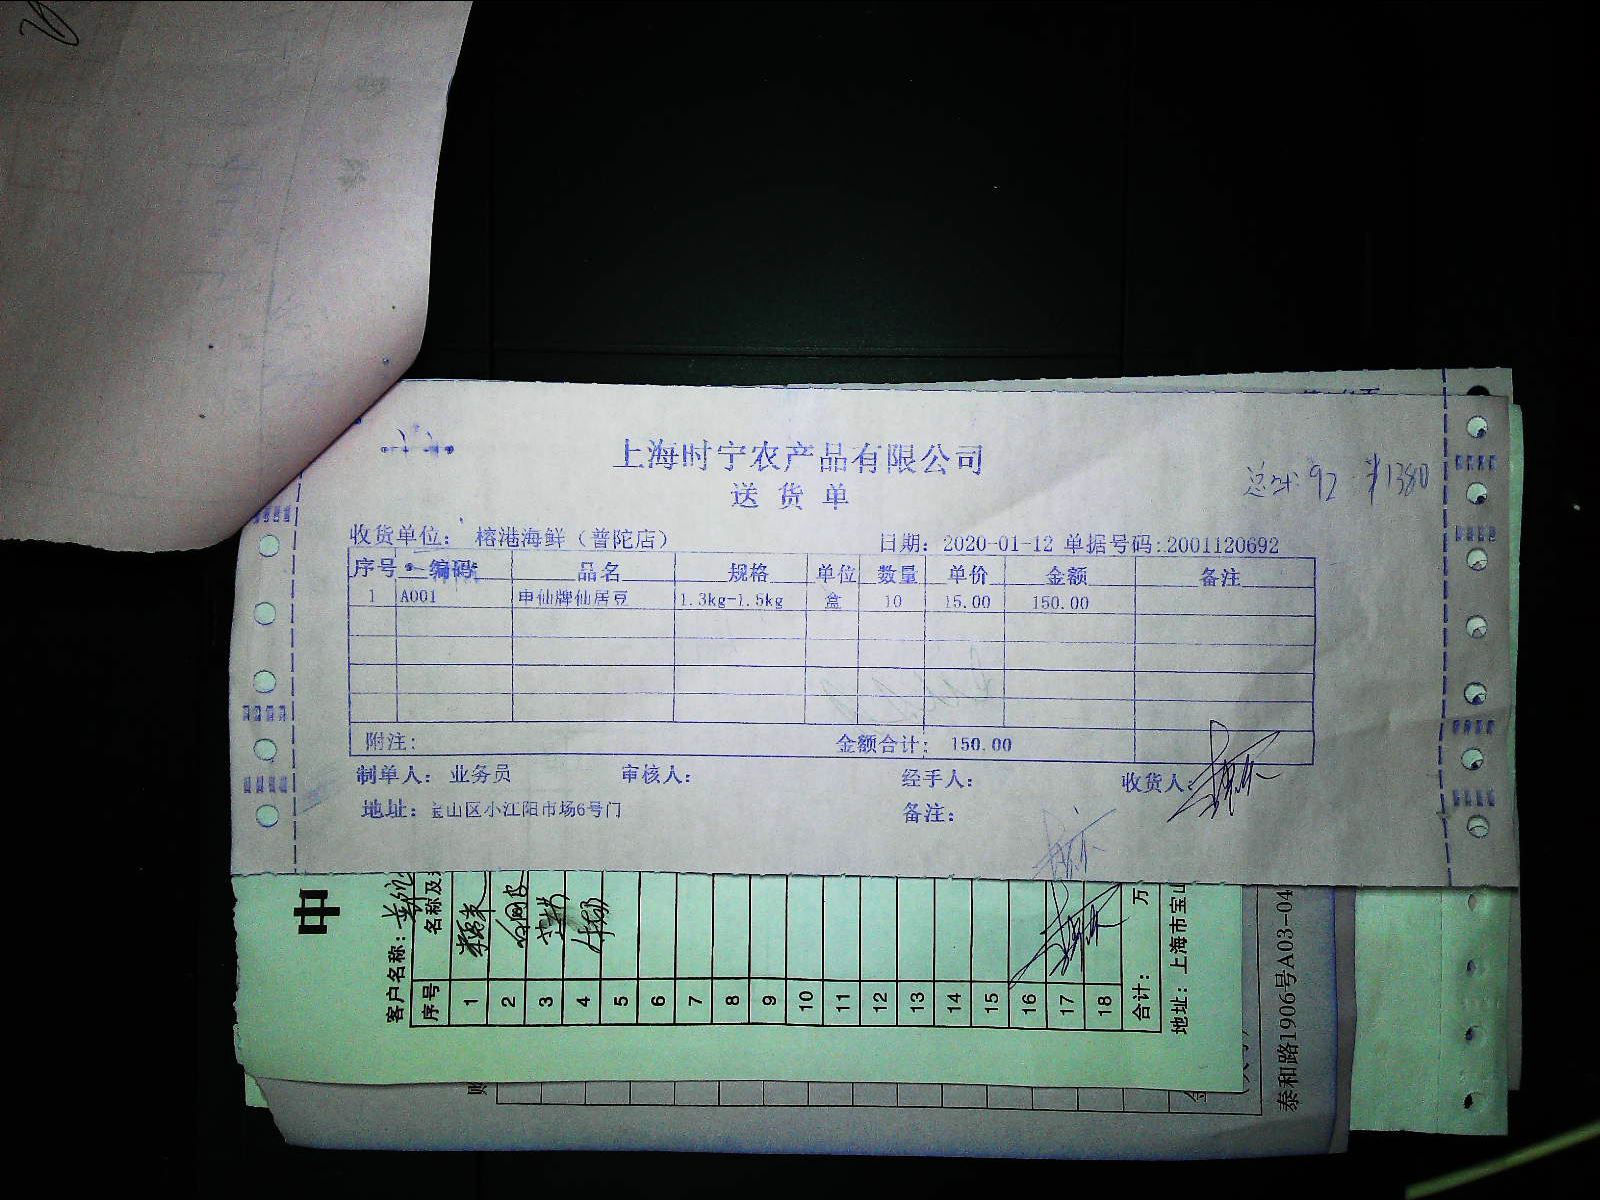 上海时宁农产品有限公司
送货单
总计: 92 ¥1380
收货单位: 榕港海鲜（普陀店） 日期: 2020-01-12 单据号码:2001120692
序号 编码 品名 规格 单位 数量 单价 金额 备注
1 A001 申仙牌仙居豆 1.3kg-1.5kg 盒 10 15.00 150.00
附注: 金额合计: 150.00
制单人: 业务员 审核人: 经手人: 收货人:
地址: 宝山区小江阳市场6号门 备注:
中
客户名称:
序号 名称及
1
2
3
4
5
6
7
8
9
10
11
12
13
14
15
16
17
18
合计: 万
地址: 上海市宝山
泰和路1906号A03-04